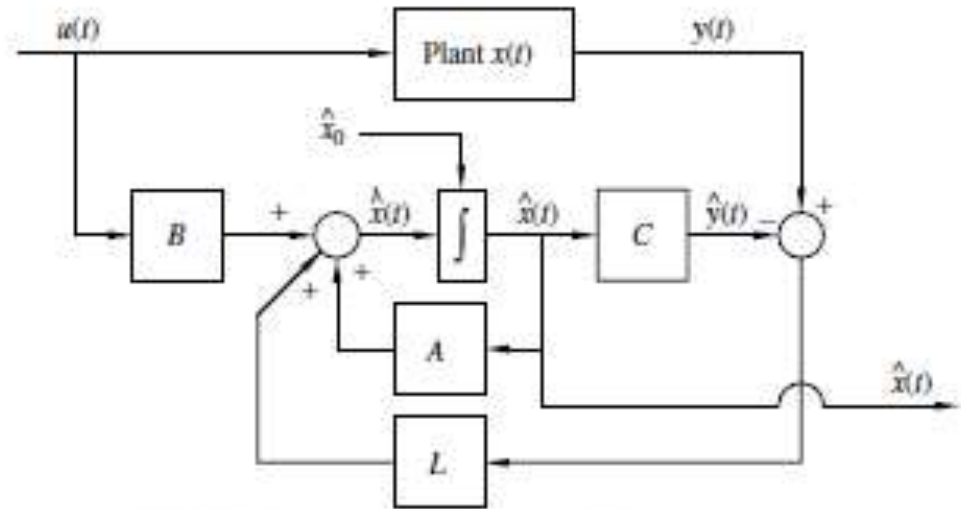 u(t)
Plant x(t)
y(t)
x̂₀
B
+
x̂(t)
∫
x̂(t)
C
ŷ(t)
−
+
+
+
A
x̂(t)
L